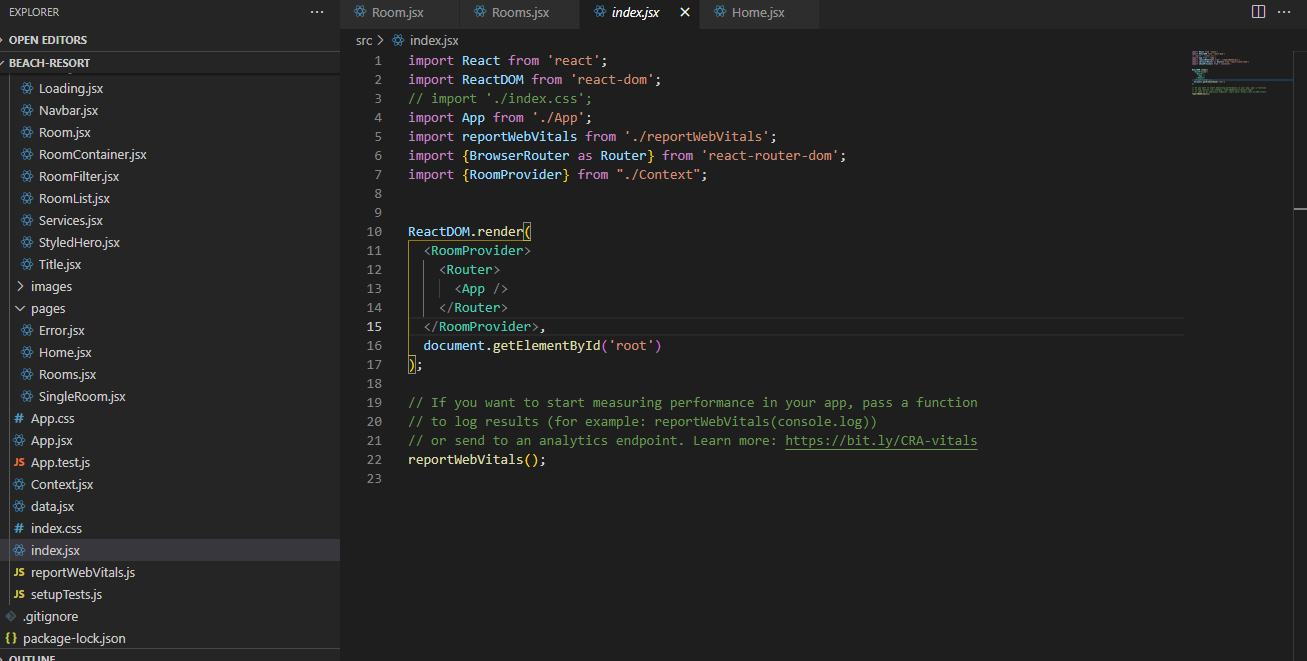 EXPLORER
···
Room.jsx
Rooms.jsx
index.jsx
Home.jsx
···
OPEN EDITORS
BEACH-RESORT
src > index.jsx
Loading.jsx
Navbar.jsx
Room.jsx
RoomContainer.jsx
RoomFilter.jsx
RoomList.jsx
Services.jsx
StyledHero.jsx
Title.jsx
images
pages
Error.jsx
Home.jsx
Rooms.jsx
SingleRoom.jsx
# App.css
App.jsx
JS App.test.js
Context.jsx
data.jsx
# index.css
index.jsx
JS reportWebVitals.js
JS setupTests.js
.gitignore
{} package-lock.json
OUTLINE
1 import React from 'react';
2 import ReactDOM from 'react-dom';
3 // import './index.css';
4 import App from './App';
5 import reportWebVitals from './reportWebVitals';
6 import {BrowserRouter as Router} from 'react-router-dom';
7 import {RoomProvider} from "./Context";
8
9
10 ReactDOM.render(
11 <RoomProvider>
12 <Router>
13 <App />
14 </Router>
15 </RoomProvider>,
16 document.getElementById('root')
17 );
18
19 // If you want to start measuring performance in your app, pass a function
20 // to log results (for example: reportWebVitals(console.log))
21 // or send to an analytics endpoint. Learn more: https://bit.ly/CRA-vitals
22 reportWebVitals();
23